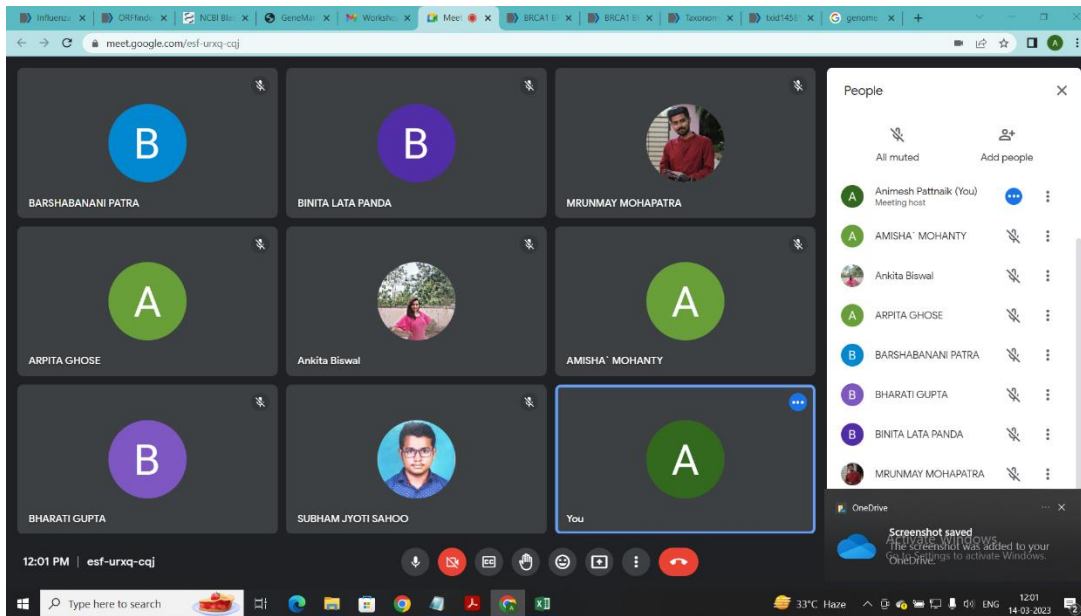 Influenza
ORFfinde
NCBI Bla
GeneMa
Worksho
Meet
BRCA1
BRCA1
Taxonom
txid1458
genome
meet.google.com/esf-urxq-cqj
A
B
BARSHABANANI PATRA
B
BINITA LATA PANDA
MRUNMAY MOHAPATRA
A
ARPITA GHOSE
Ankita Biswal
A
AMISHA` MOHANTY
B
BHARATI GUPTA
SUBHAM JYOTI SAHOO
A
You
People
All muted
Add people
A
Animesh Pattnaik (You)
Meeting host
A
AMISHA` MOHANTY
Ankita Biswal
A
ARPITA GHOSE
B
BARSHABANANI PATRA
B
BHARATI GUPTA
B
BINITA LATA PANDA
MRUNMAY MOHAPATRA
OneDrive
Screenshot saved
The screenshot was added to your
OneDrive.
Activate Windows
Go to Settings to activate Windows.
12:01 PM | esf-urxq-cqj
CC
Type here to search
33°C Haze
ENG
12:01
14-03-2023